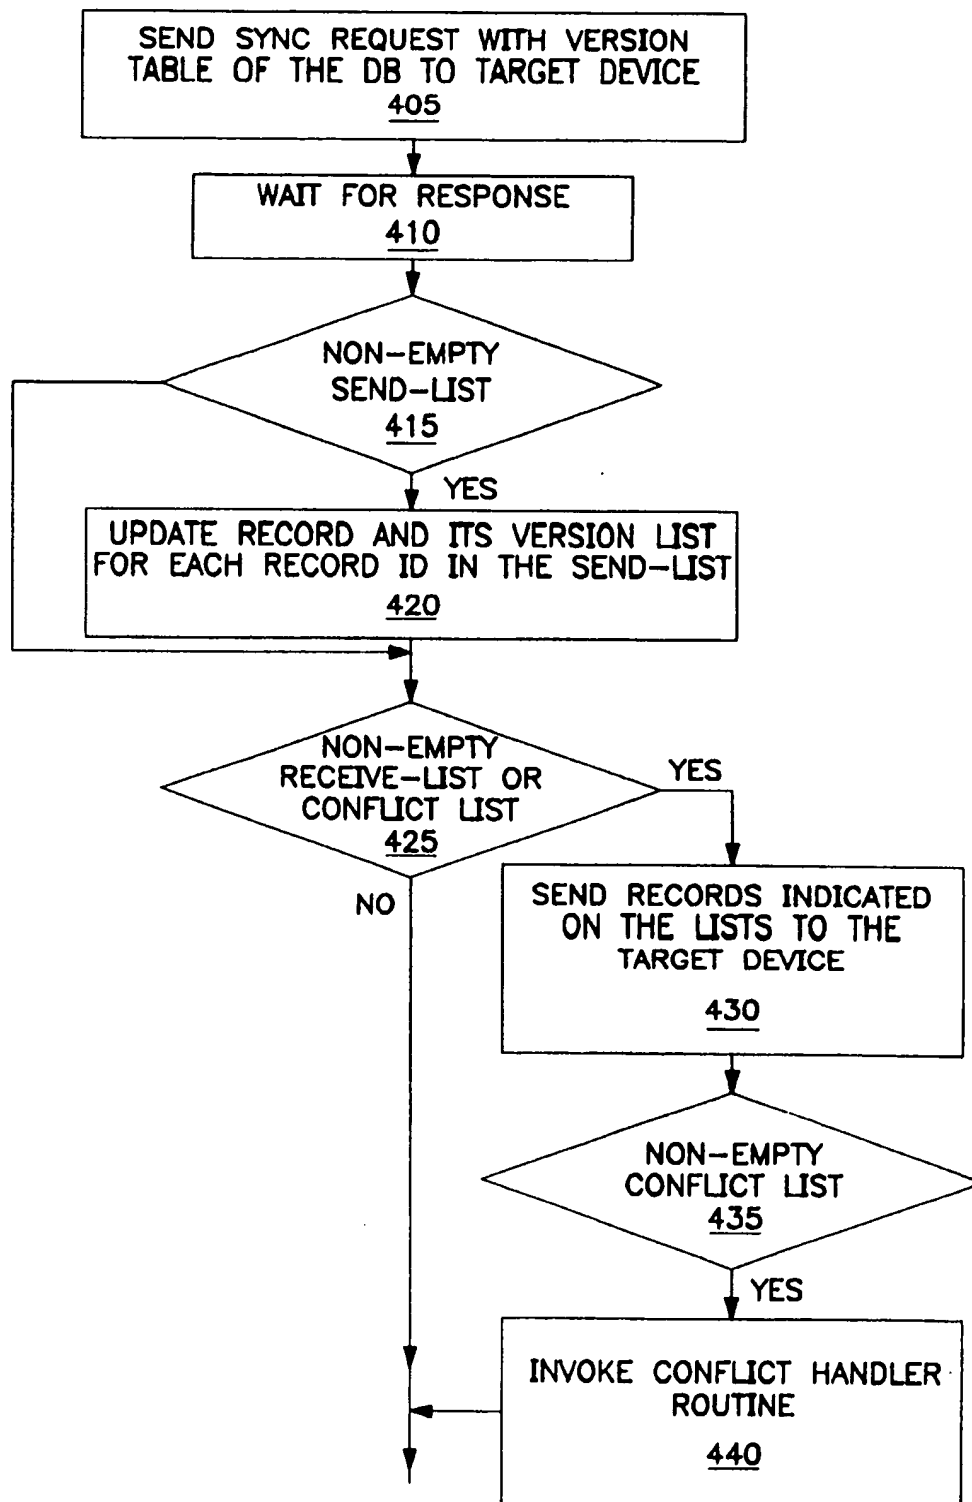 SEND SYNC REQUEST WITH VERSION
TABLE OF THE DB TO TARGET DEVICE
405
WAIT FOR RESPONSE
410
NON-EMPTY
SEND-LIST
415
YES
UPDATE RECORD AND ITS VERSION LIST
FOR EACH RECORD ID IN THE SEND-LIST
420
NON-EMPTY
RECEIVE-LIST OR
CONFLICT LIST
425
YES
NO
SEND RECORDS INDICATED
ON THE LISTS TO THE
TARGET DEVICE
430
NON-EMPTY
CONFLICT LIST
435
YES
INVOKE CONFLICT HANDLER
ROUTINE
440